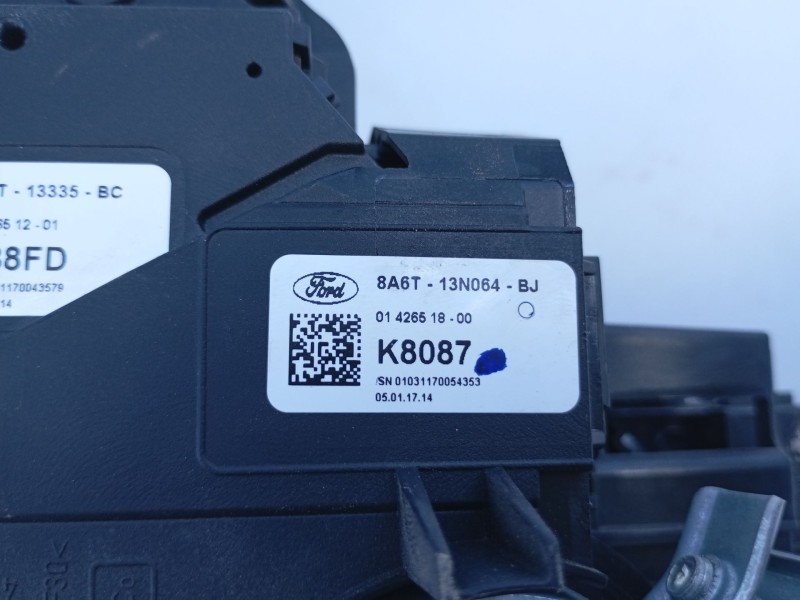 T - 13335 - BC
65 12 - 01
8FD
01170043579
14
Ford
8A6T - 13N064 - BJ
01 4265 18 - 00
K8087
/SN 01031170054353
05.01.17.14